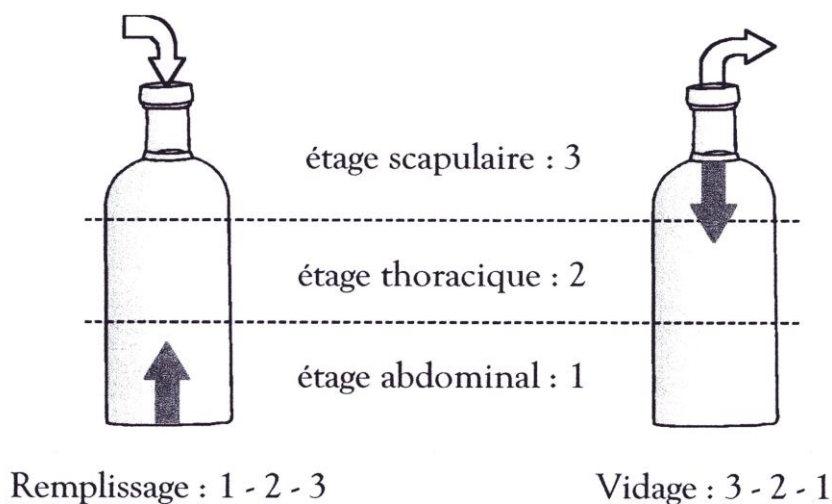 étage scapulaire : 3
étage thoracique : 2
étage abdominal : 1
Remplissage : 1 - 2 - 3
Vidage : 3 - 2 - 1